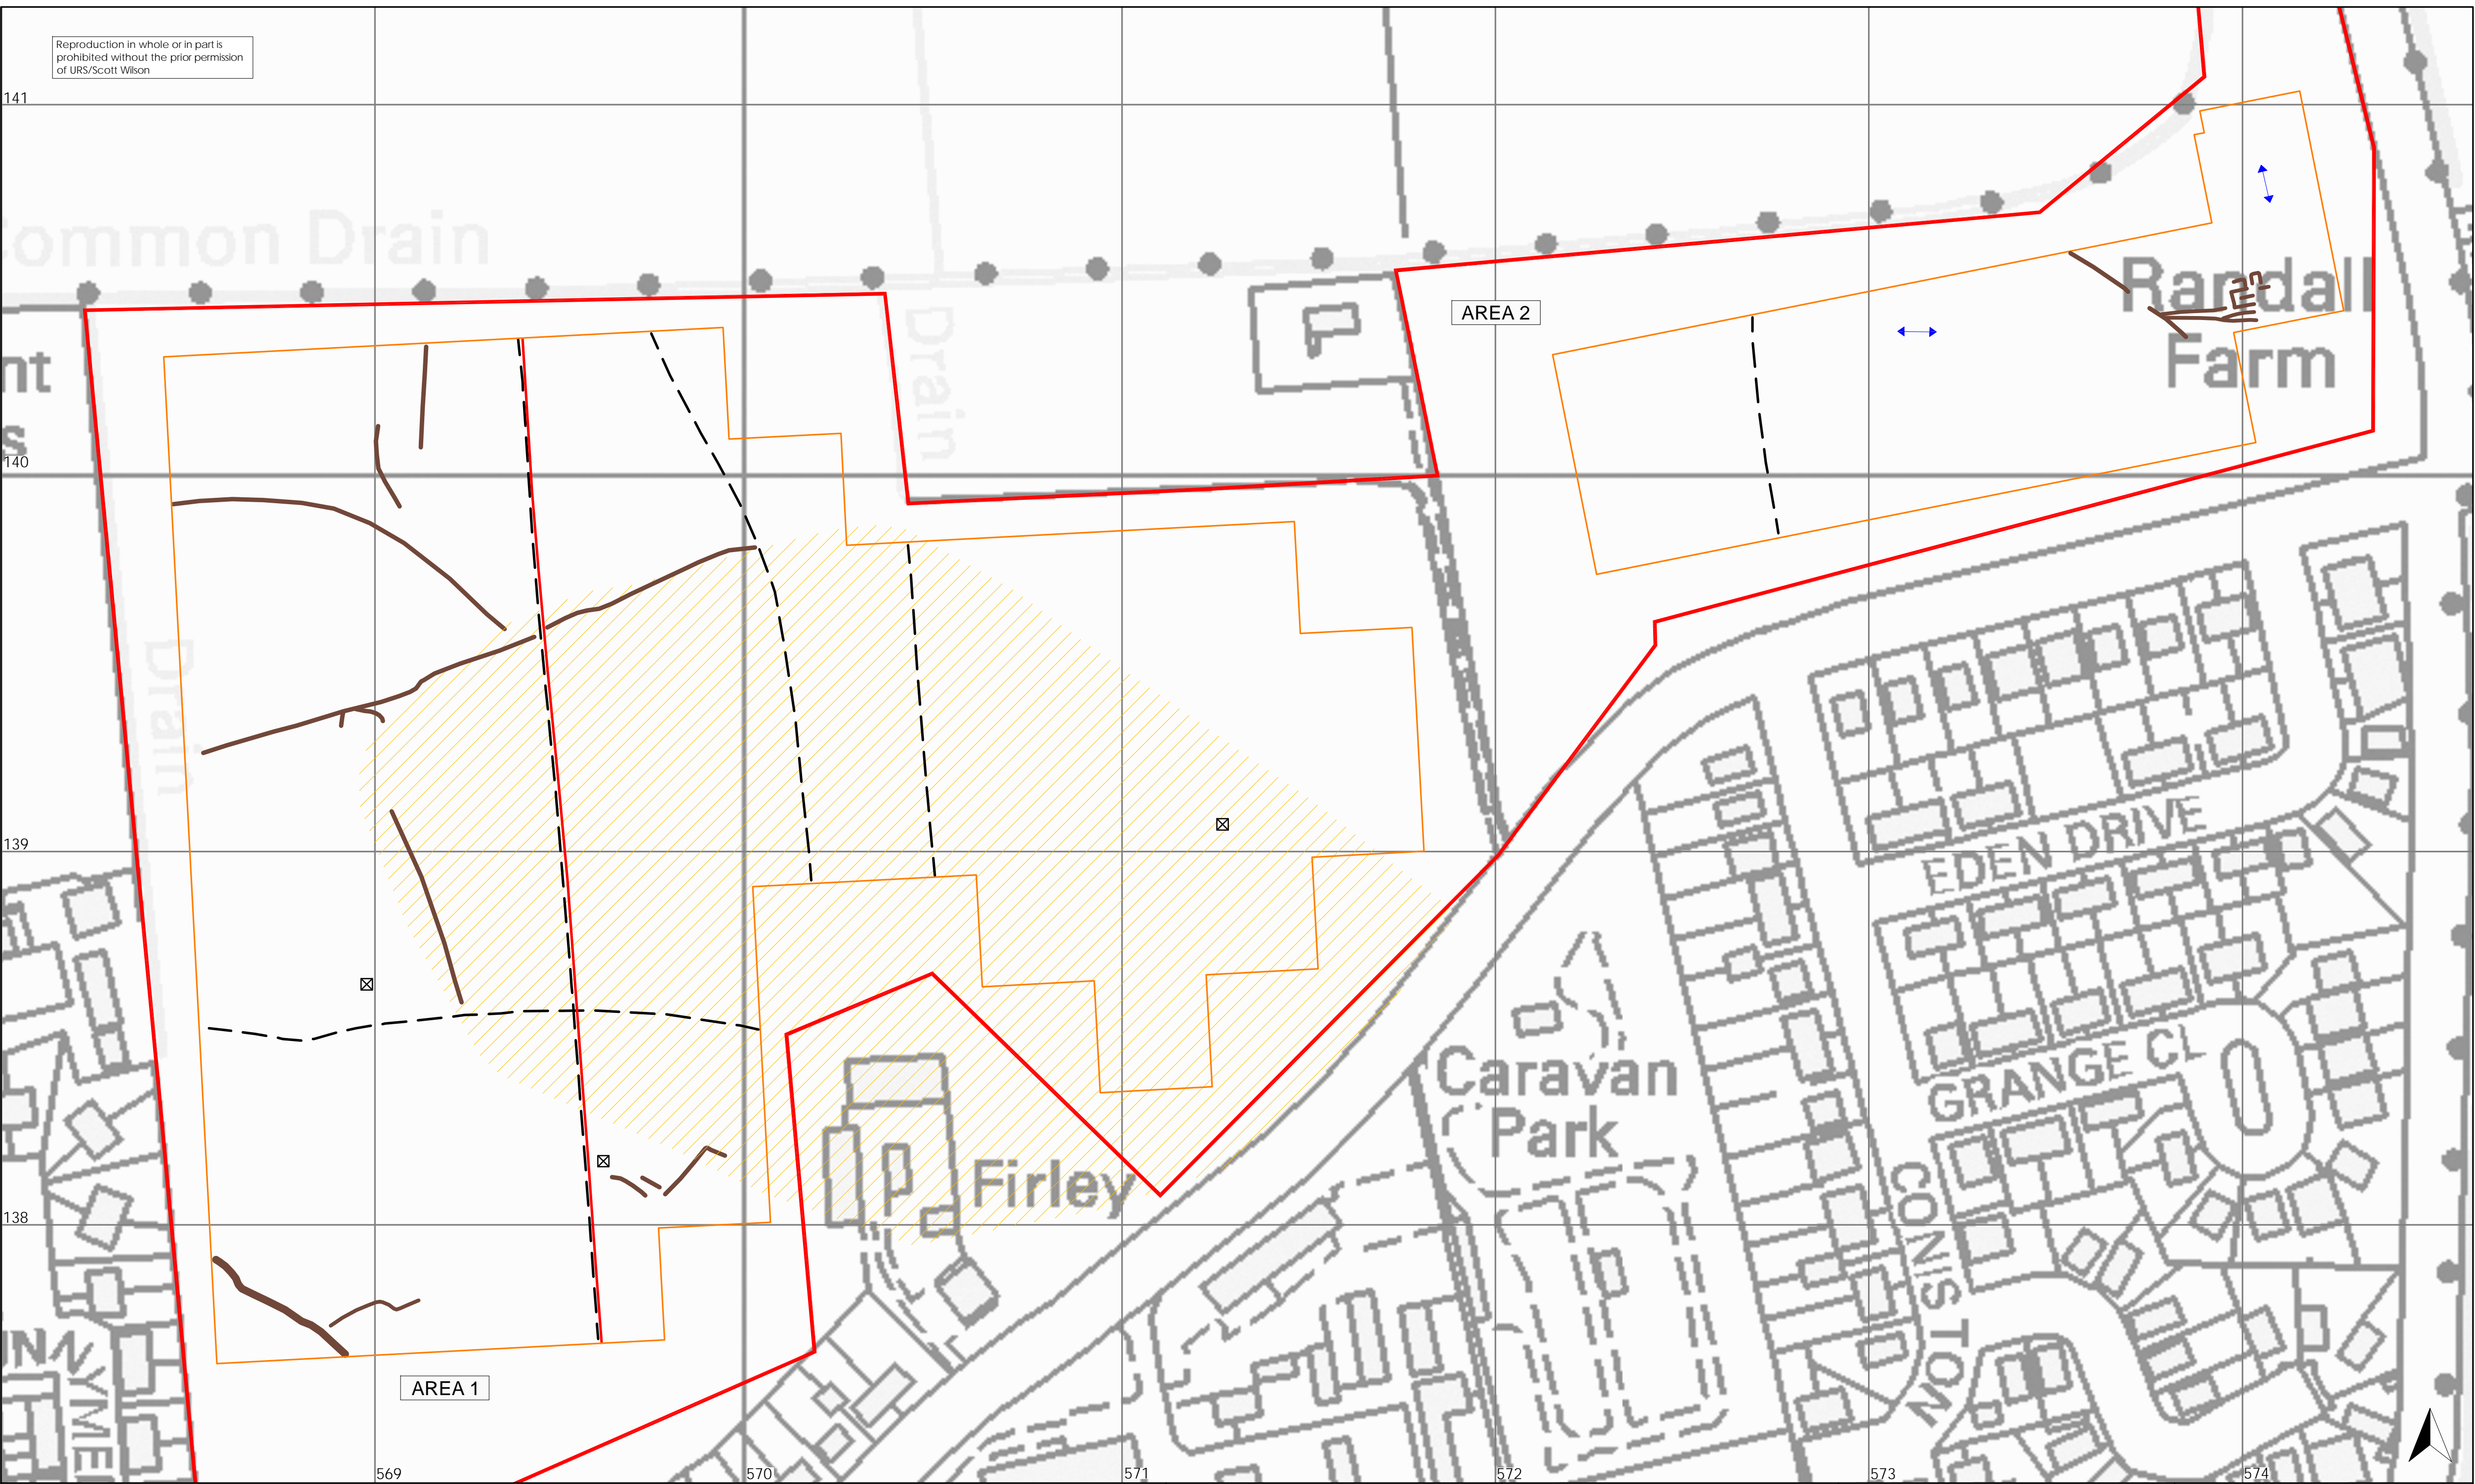 Reproduction in whole or in part is
prohibited without the prior permission
of URS/Scott Wilson
141
Common Drain
Randall
Farm
AREA 2
Drain
nt
s
140
Drain
139
EDEN DRIVE
GRANGE CL
Caravan
Park
Firley
CONISTON
138
NNYMED
AREA 1
569
570
571
572
573
574